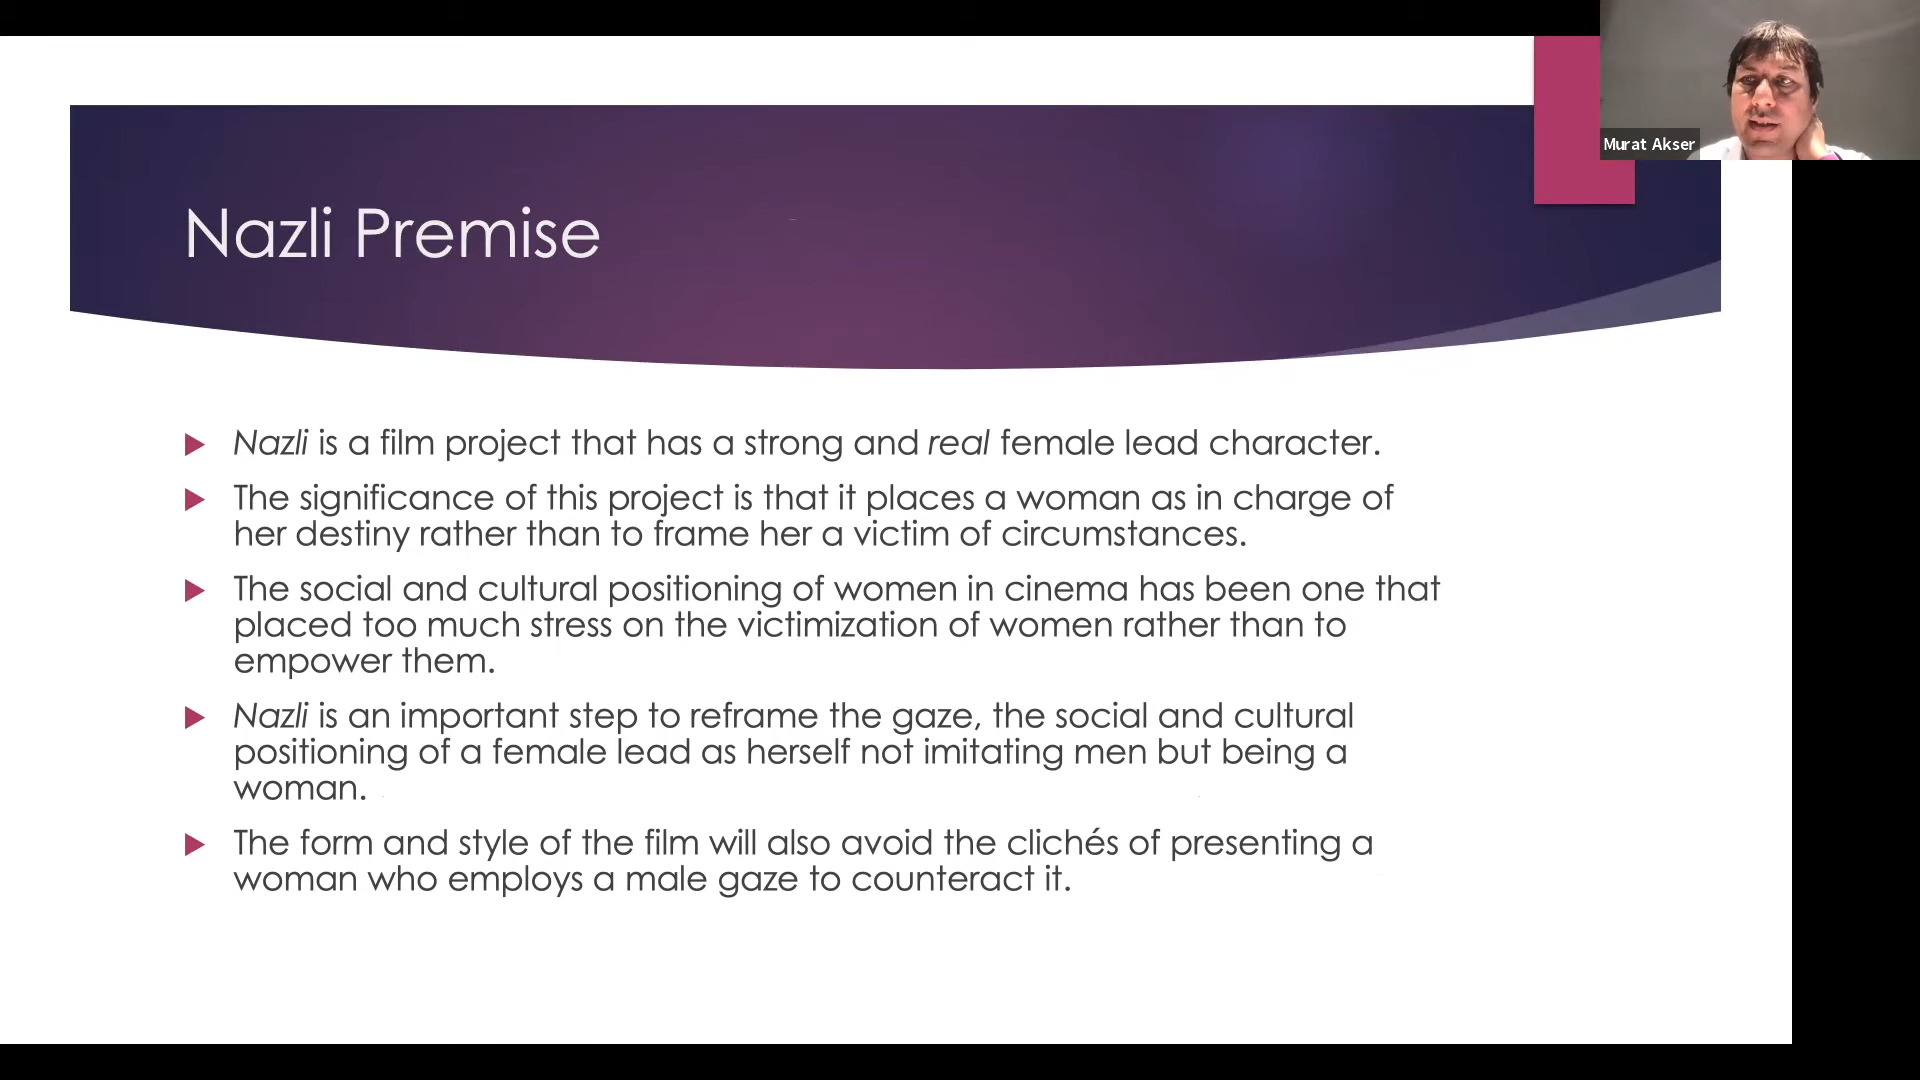 Murat Akser
Nazli Premise
Nazli is a film project that has a strong and real female lead character.
The significance of this project is that it places a woman as in charge of
her destiny rather than to frame her a victim of circumstances.
The social and cultural positioning of women in cinema has been one that
placed too much stress on the victimization of women rather than to
empower them.
Nazli is an important step to reframe the gaze, the social and cultural
positioning of a female lead as herself not imitating men but being a
woman.
The form and style of the film will also avoid the clichés of presenting a
woman who employs a male gaze to counteract it.